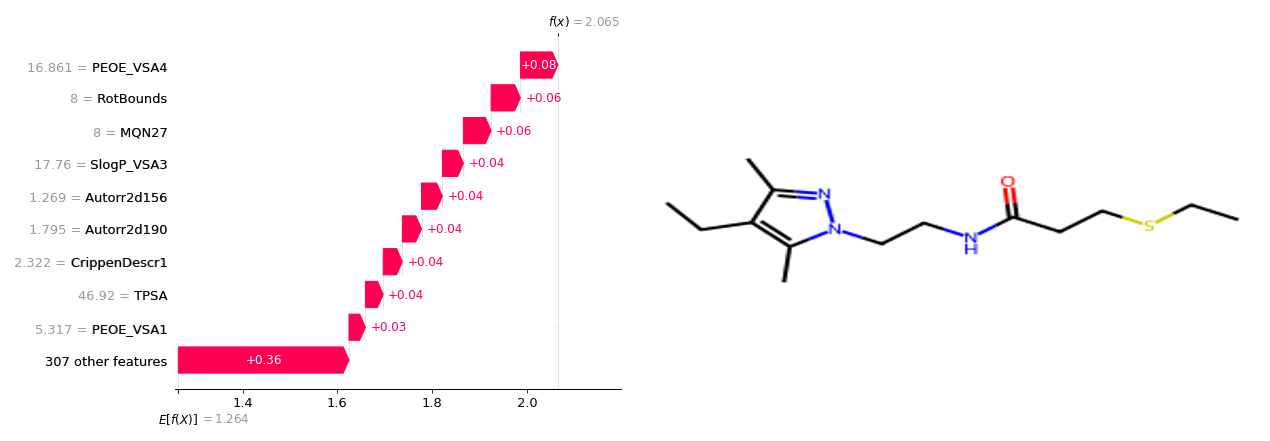 f(x) = 2.065
16.861 = PEOE_VSA4
+0.08
8 = RotBounds
+0.06
8 = MQN27
+0.06
17.76 = SlogP_VSA3
+0.04
1.269 = Autorr2d156
+0.04
1.795 = Autorr2d190
+0.04
2.322 = CrippenDescr1
+0.04
46.92 = TPSA
+0.04
5.317 = PEOE_VSA1
+0.03
307 other features
+0.36
1.4 1.6 1.8 2.0
E[f(X)] = 1.264
O
N
N
N
H
S